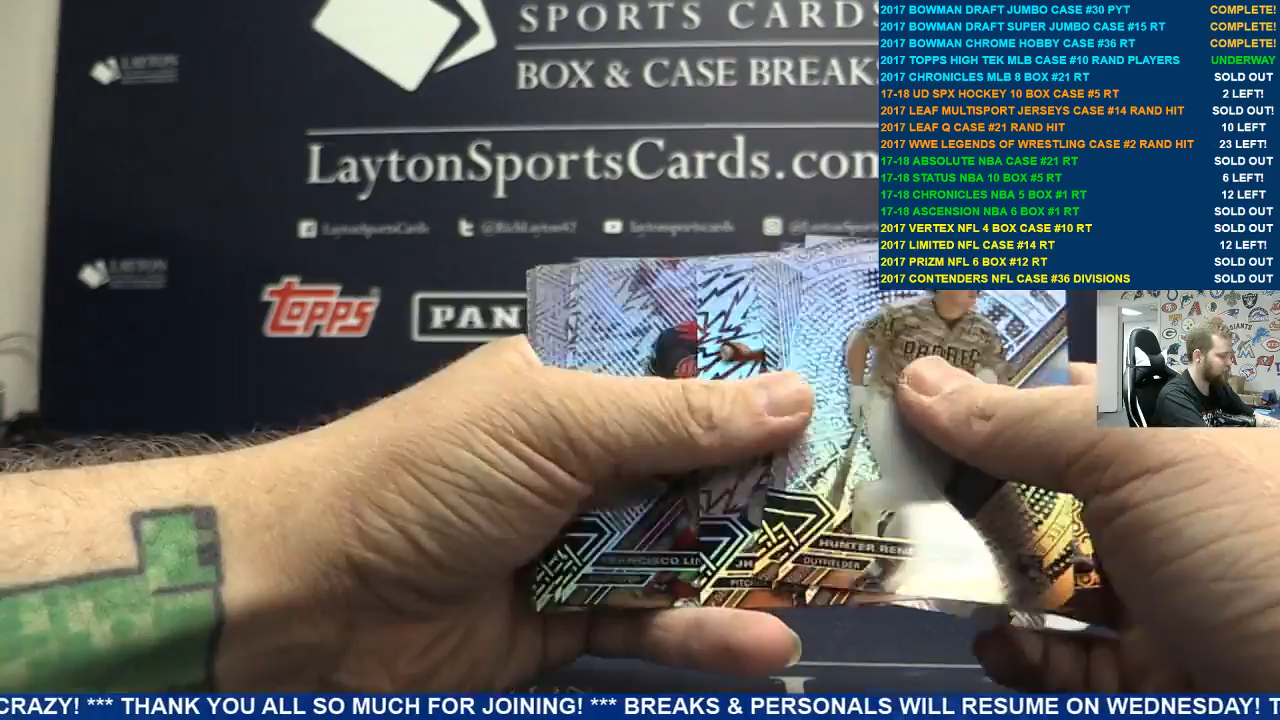 SPORTS CARDS
BOX & CASE BREAK
LaytonSportsCards.com
LaytonSportsCards
@RichLayton47
laytonsportscards
TOPPS
PAN
FRANCISCO LI
JH
PITC
HUNTER REN
OUTFIELDER
PADRES
2017 BOWMAN DRAFT JUMBO CASE #30 PYT COMPLETE!
2017 BOWMAN DRAFT SUPER JUMBO CASE #15 RT COMPLETE!
2017 BOWMAN CHROME HOBBY CASE #36 RT COMPLETE!
2017 TOPPS HIGH TEK MLB CASE #10 RAND PLAYERS UNDERWAY
2017 CHRONICLES MLB 8 BOX #21 RT SOLD OUT
17-18 UD SPX HOCKEY 10 BOX CASE #5 RT 2 LEFT!
2017 LEAF MULTISPORT JERSEYS CASE #14 RAND HIT SOLD OUT!
2017 LEAF Q CASE #21 RAND HIT 10 LEFT
2017 WWE LEGENDS OF WRESTLING CASE #2 RAND HIT 23 LEFT!
17-18 ABSOLUTE NBA CASE #21 RT SOLD OUT
17-18 STATUS NBA 10 BOX #5 RT 6 LEFT!
17-18 CHRONICLES NBA 5 BOX #1 RT 12 LEFT
17-18 ASCENSION NBA 6 BOX #1 RT SOLD OUT
2017 VERTEX NFL 4 BOX CASE #10 RT SOLD OUT
2017 LIMITED NFL CASE #14 RT 12 LEFT!
2017 PRIZM NFL 6 BOX #12 RT SOLD OUT
2017 CONTENDERS NFL CASE #36 DIVISIONS SOLD OUT
CRAZY! *** THANK YOU ALL SO MUCH FOR JOINING! *** BREAKS & PERSONALS WILL RESUME ON WEDNESDAY! T